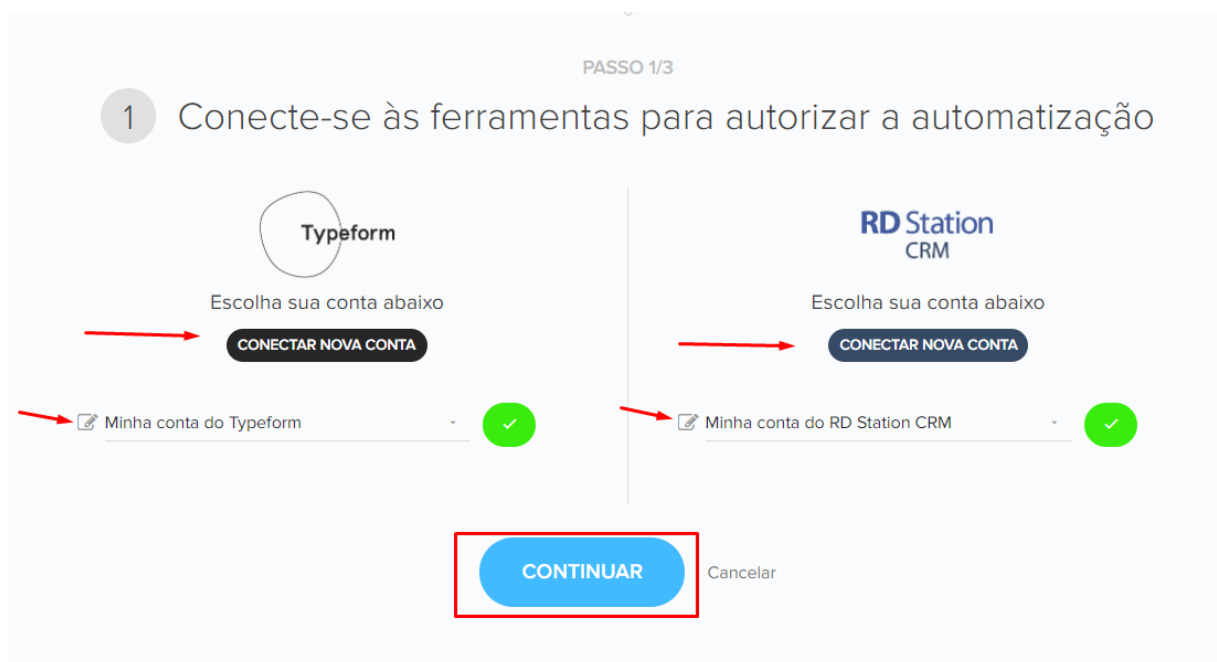 PASSO 1/3
1 Conecte-se às ferramentas para autorizar a automatização
Typeform
Escolha sua conta abaixo
CONECTAR NOVA CONTA
Minha conta do Typeform
RD Station
CRM
Escolha sua conta abaixo
CONECTAR NOVA CONTA
Minha conta do RD Station CRM
CONTINUAR
Cancelar